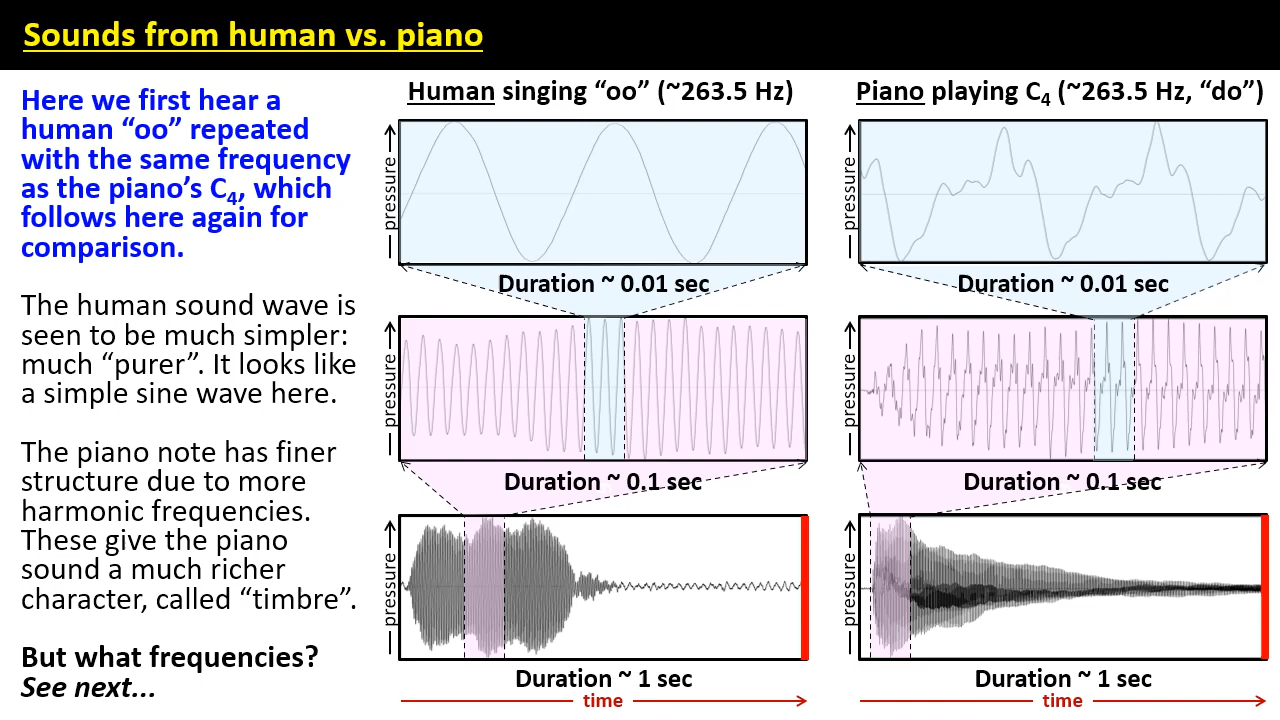 Sounds from human vs. piano
Here we first hear a
human “oo” repeated
with the same frequency
as the piano’s C4, which
follows here again for
comparison.
The human sound wave is
seen to be much simpler:
much “purer”. It looks like
a simple sine wave here.
The piano note has finer
structure due to more
harmonic frequencies.
These give the piano
sound a much richer
character, called “timbre”.
But what frequencies?
See next...
Human singing “oo” (~263.5 Hz)
pressure
Duration ~ 0.01 sec
pressure
Duration ~ 0.1 sec
pressure
Duration ~ 1 sec
time
Piano playing C4 (~263.5 Hz, “do”)
pressure
Duration ~ 0.01 sec
pressure
Duration ~ 0.1 sec
pressure
Duration ~ 1 sec
time